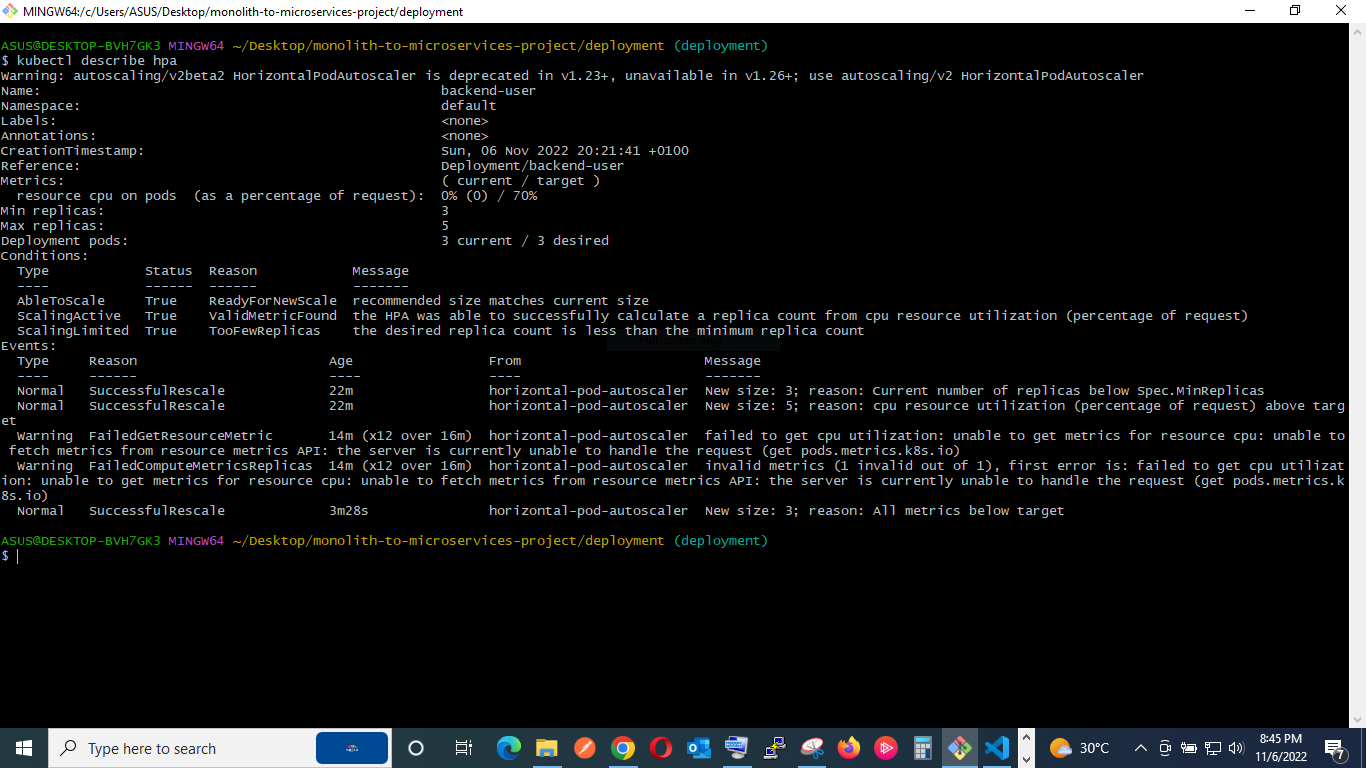 MINGW64:/c/Users/ASUS/Desktop/monolith-to-microservices-project/deployment
ASUS@DESKTOP-BVH7GK3 MINGW64 ~/Desktop/monolith-to-microservices-project/deployment (deployment)
$ kubectl describe hpa
Warning: autoscaling/v2beta2 HorizontalPodAutoscaler is deprecated in v1.23+, unavailable in v1.26+; use autoscaling/v2 HorizontalPodAutoscaler
Name: backend-user
Namespace: default
Labels: <none>
Annotations: <none>
CreationTimestamp: Sun, 06 Nov 2022 20:21:41 +0100
Reference: Deployment/backend-user
Metrics: ( current / target )
resource cpu on pods (as a percentage of request): 0% (0) / 70%
Min replicas: 3
Max replicas: 5
Deployment pods: 3 current / 3 desired
Conditions:
Type Status Reason Message
---- ------ ------ -------
AbleToScale True ReadyForNewScale recommended size matches current size
ScalingActive True ValidMetricFound the HPA was able to successfully calculate a replica count from cpu resource utilization (percentage of request)
ScalingLimited True TooFewReplicas the desired replica count is less than the minimum replica count
Full-screen Snip
Events:
Type Reason Age From Message
---- ------ ---- ---- -------
Normal SuccessfulRescale 22m horizontal-pod-autoscaler New size: 3; reason: Current number of replicas below Spec.MinReplicas
Normal SuccessfulRescale 22m horizontal-pod-autoscaler New size: 5; reason: cpu resource utilization (percentage of request) above targ
et
Warning FailedGetResourceMetric 14m (x12 over 16m) horizontal-pod-autoscaler failed to get cpu utilization: unable to get metrics for resource cpu: unable to
fetch metrics from resource metrics API: the server is currently unable to handle the request (get pods.metrics.k8s.io)
Warning FailedComputeMetricsReplicas 14m (x12 over 16m) horizontal-pod-autoscaler invalid metrics (1 invalid out of 1), first error is: failed to get cpu utilizat
ion: unable to get metrics for resource cpu: unable to fetch metrics from resource metrics API: the server is currently unable to handle the request (get pods.metrics.k
8s.io)
Normal SuccessfulRescale 3m28s horizontal-pod-autoscaler New size: 3; reason: All metrics below target
ASUS@DESKTOP-BVH7GK3 MINGW64 ~/Desktop/monolith-to-microservices-project/deployment (deployment)
$
Type here to search
30°C
8:45 PM
11/6/2022
7